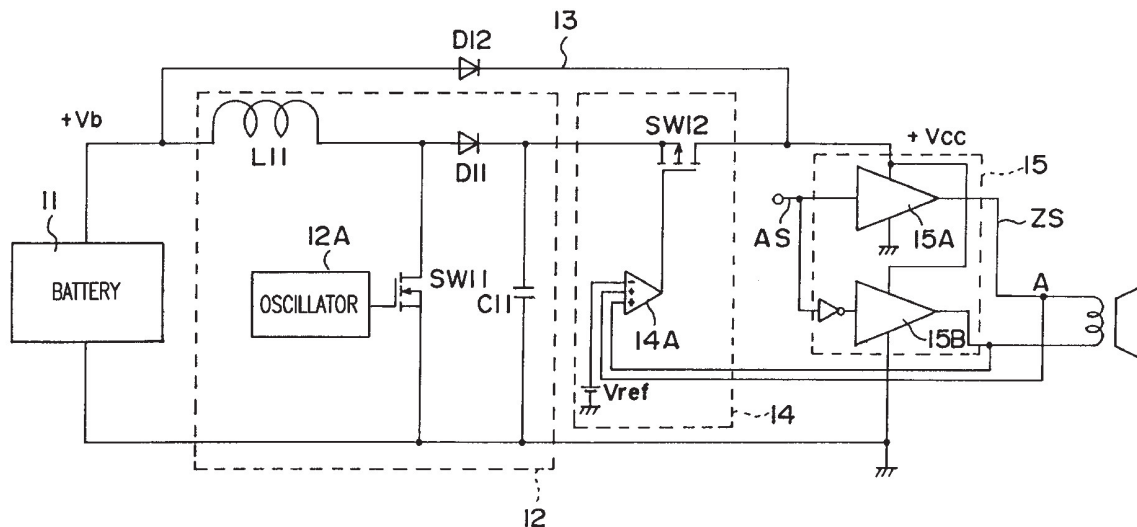 13
D12
+Vb
L11
D11
SW12
+Vcc
15
11
12A
AS
15A
ZS
BATTERY
OSCILLATOR
SW11
C11
14A
15B
A
Vref
14
12